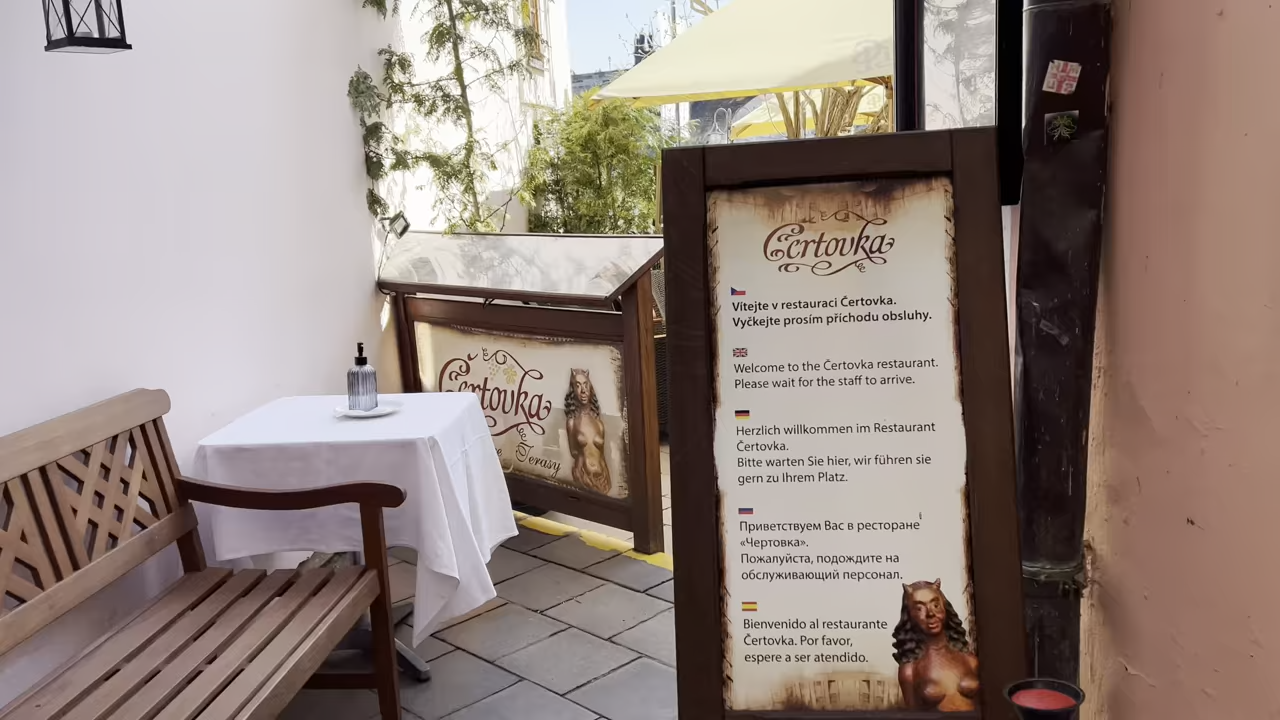 Čertovka
Vítejte v restauraci Čertovka.
Vyčkejte prosím příchodu obsluhy.
Welcome to the Čertovka restaurant.
Please wait for the staff to arrive.
Herzlich willkommen im Restaurant
Čertovka.
Bitte warten Sie hier, wir führen sie
gern zu Ihrem Platz.
Приветствуем Вас в ресторане
«Чертовка».
Пожалуйста, подождите на
обслуживающий персонал.
Bienvenido al restaurante
Čertovka. Por favor,
espere a ser atendido.
Čertovka
Terasy